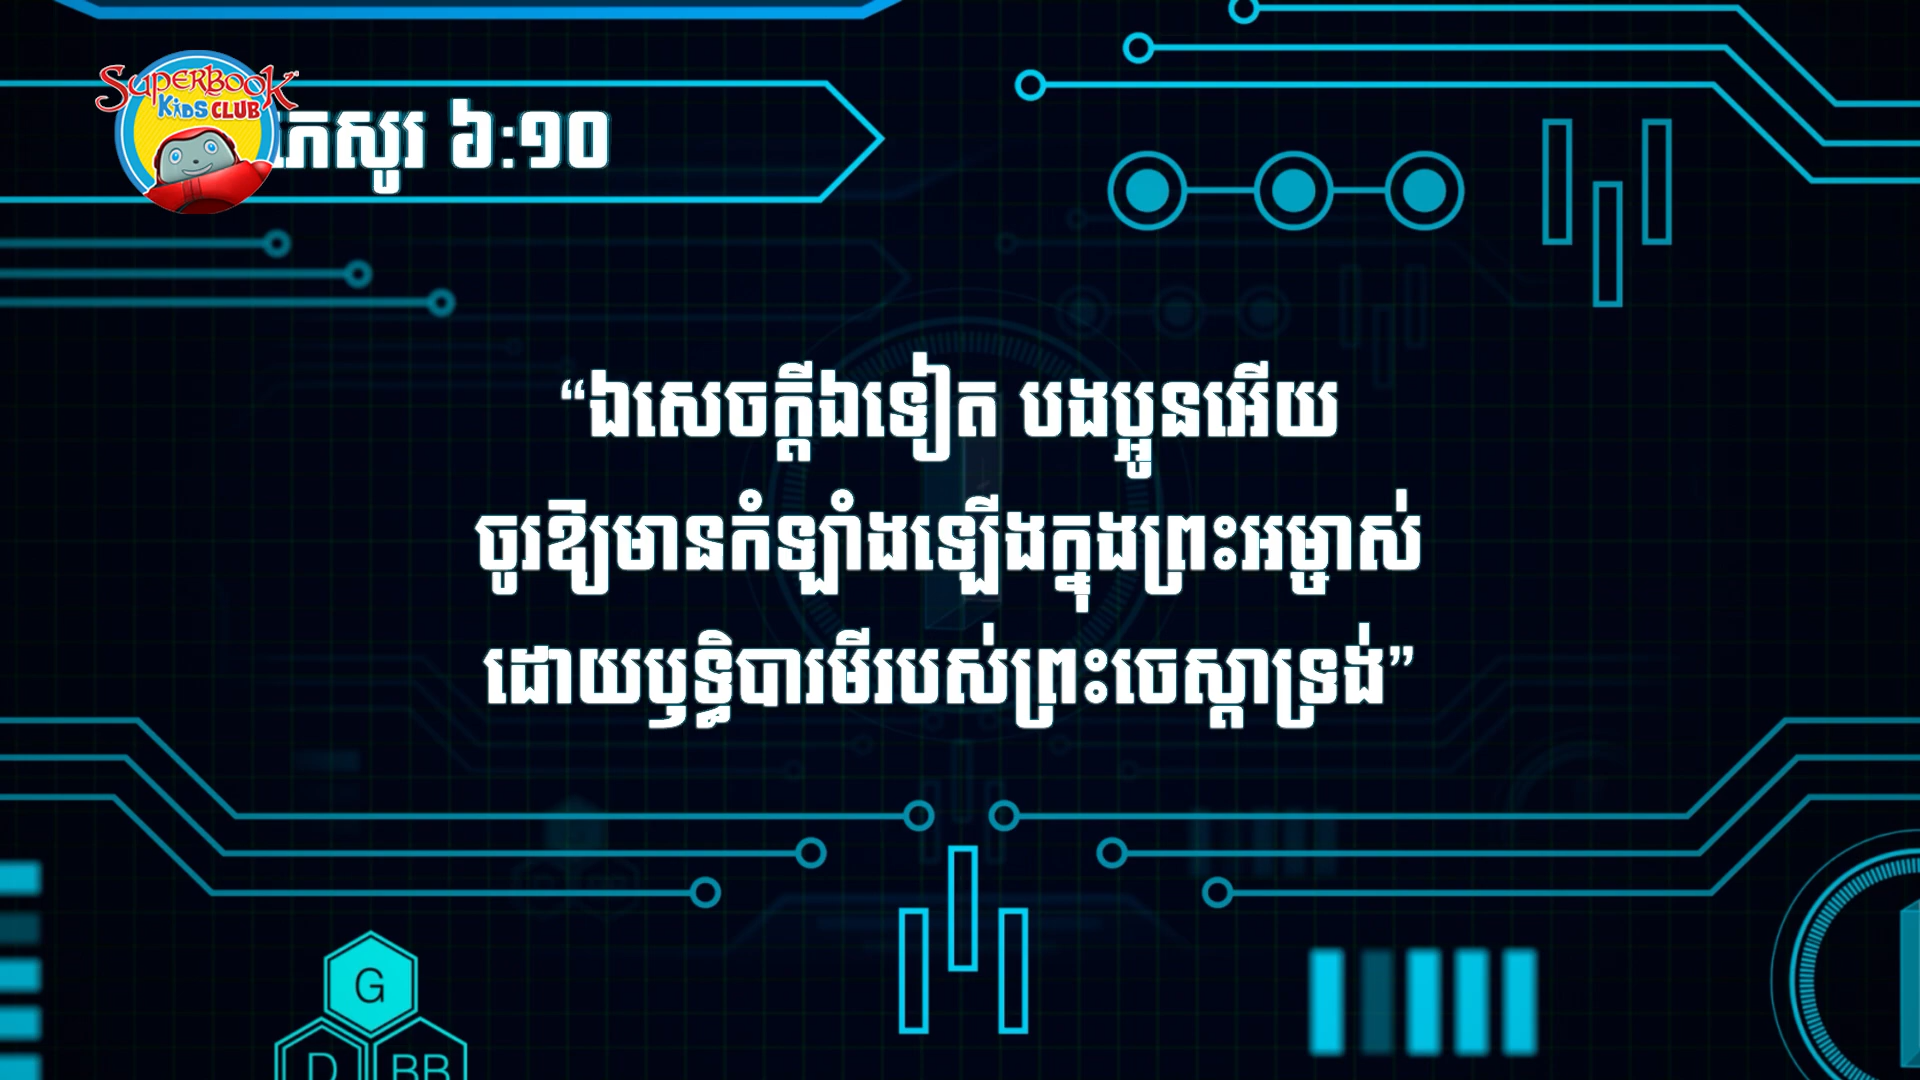 SUPERBOOK
KIDS CLUB
ភេសូរ ៦:១០
“ឯសេចក្ដីឯទៀត បងប្អូនអើយ
ចូរឱ្យមានកំឡាំងឡើងក្នុងព្រះអម្ចាស់
ដោយឫទ្ធិបារមីរបស់ព្រះចេស្តាទ្រង់”
G
D BB